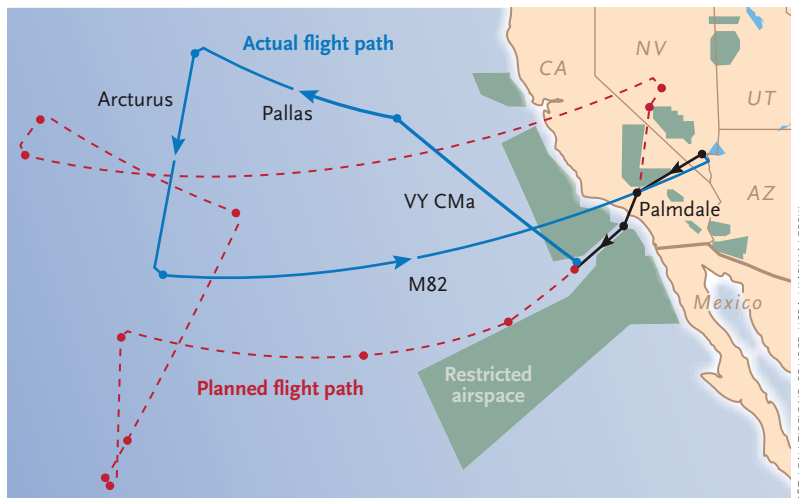 Actual flight path
NV
CA
Arcturus
UT
Pallas
VY CMa
AZ
Palmdale
M82
Mexico
Restricted
airspace
Planned flight path